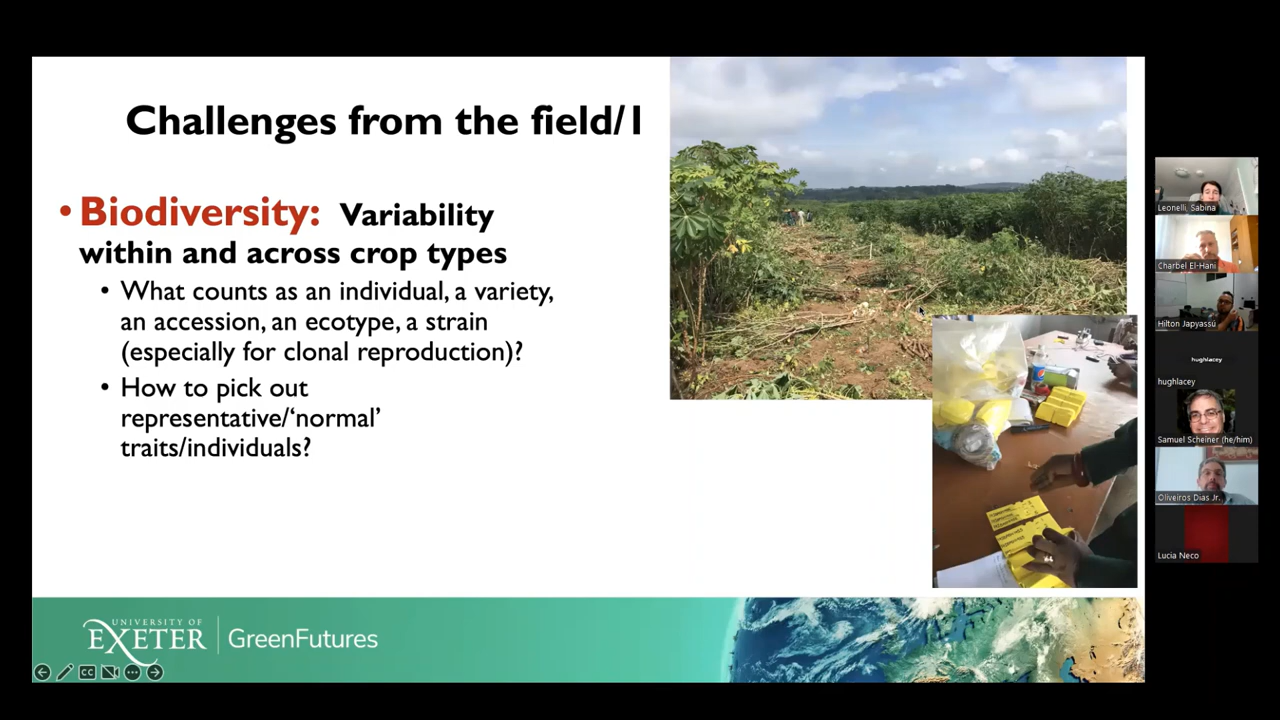 Challenges from the field/1
• Biodiversity: Variability
within and across crop types
• What counts as an individual, a variety,
an accession, an ecotype, a strain
(especially for clonal reproduction)?
• How to pick out
representative/‘normal’
traits/individuals?
UNIVERSITY OF
EXETER
GreenFutures
CC
Leonelli, Sabina
Charbel El-Hani
Hilton Japyassú
hughlacey
hughlacey
Samuel Scheiner (he/him)
Oliveiros Dias Jr.
Lucia Neco